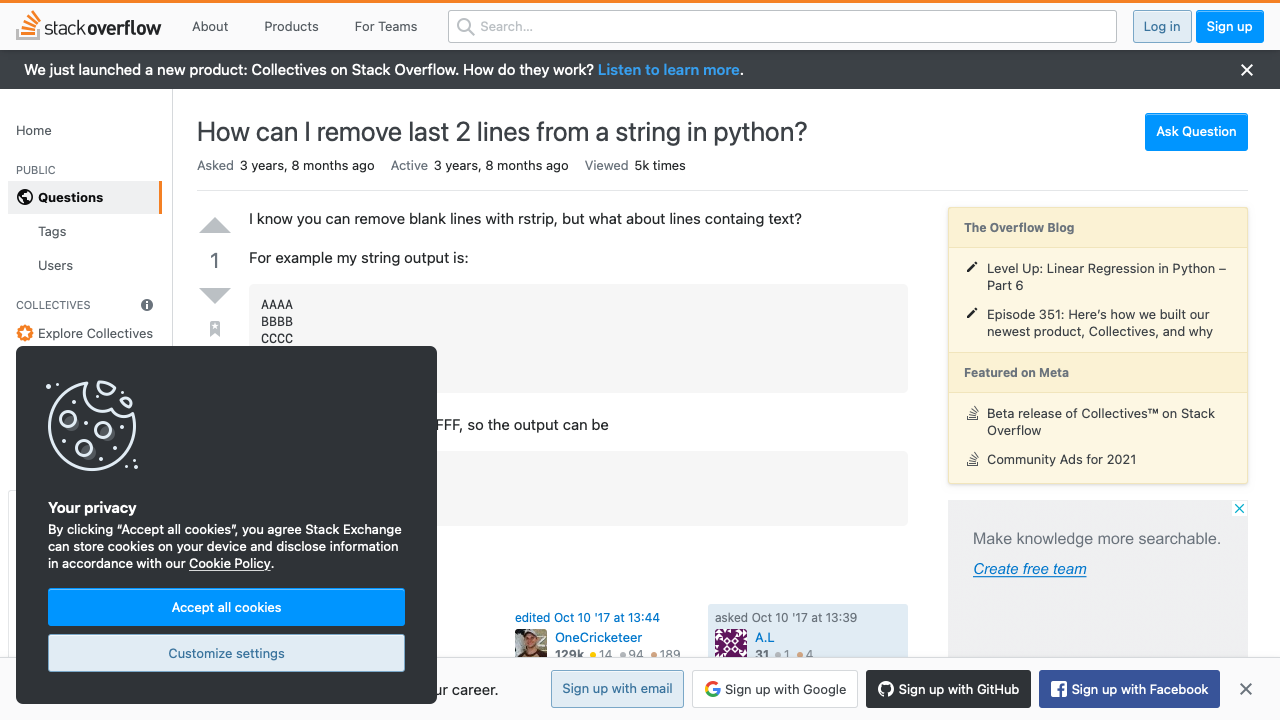 stackoverflow
About
Products
For Teams
Search...
Log in
Sign up
We just launched a new product: Collectives on Stack Overflow. How do they work? Listen to learn more.
Home
PUBLIC
Questions
Tags
Users
COLLECTIVES
Explore Collectives
How can I remove last 2 lines from a string in python?
Ask Question
Asked 3 years, 8 months ago Active 3 years, 8 months ago Viewed 5k times
1
I know you can remove blank lines with rstrip, but what about lines containg text?
For example my string output is:
AAAA
BBBB
CCCC
FFF, so the output can be
edited Oct 10 '17 at 13:44
OneCricketeer
129k 14 94 189
asked Oct 10 '17 at 13:39
A.L
31 1 4
The Overflow Blog
Level Up: Linear Regression in Python –
Part 6
Episode 351: Here's how we built our
newest product, Collectives, and why
Featured on Meta
Beta release of Collectives™ on Stack
Overflow
Community Ads for 2021
Make knowledge more searchable.
Create free team
Your privacy
By clicking “Accept all cookies”, you agree Stack Exchange
can store cookies on your device and disclose information
in accordance with our Cookie Policy.
Accept all cookies
Customize settings
ur career.
Sign up with email
Sign up with Google
Sign up with GitHub
Sign up with Facebook